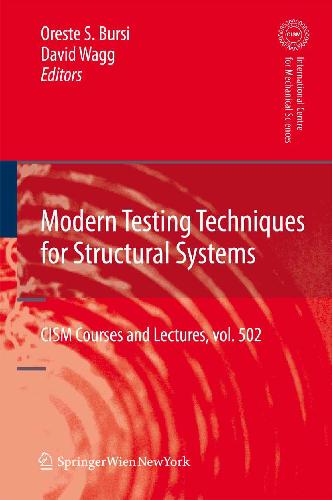 Oreste S. Bursi
David Wagg
Editors
CISM
International Centre
for Mechanical Sciences
Modern Testing Techniques
for Structural Systems
CISM Courses and Lectures, vol. 502
SpringerWienNewYork